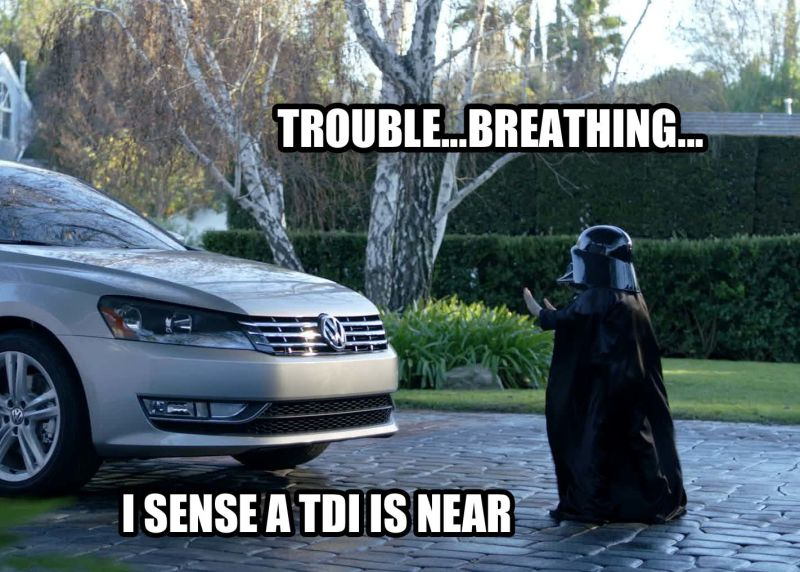 TROUBLE...BREATHING...
I SENSE A TDI IS NEAR